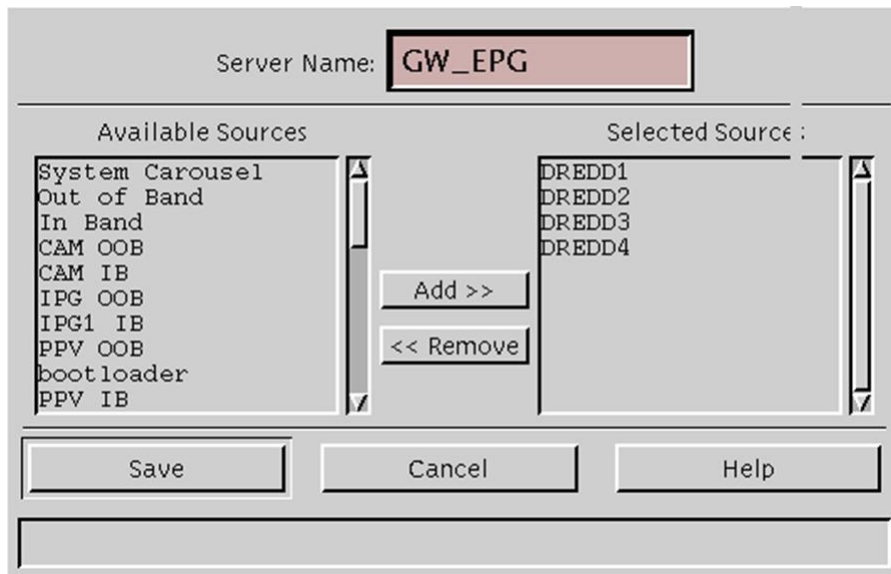 Server Name: GW_EPG
Available Sources
System Carousel
Out of Band
In Band
CAM OOB
CAM IB
IPG OOB
IPG1 IB
PPV OOB
bootloader
PPV IB
Add >>
<< Remove
Selected Sources
DREDD1
DREDD2
DREDD3
DREDD4
Save
Cancel
Help